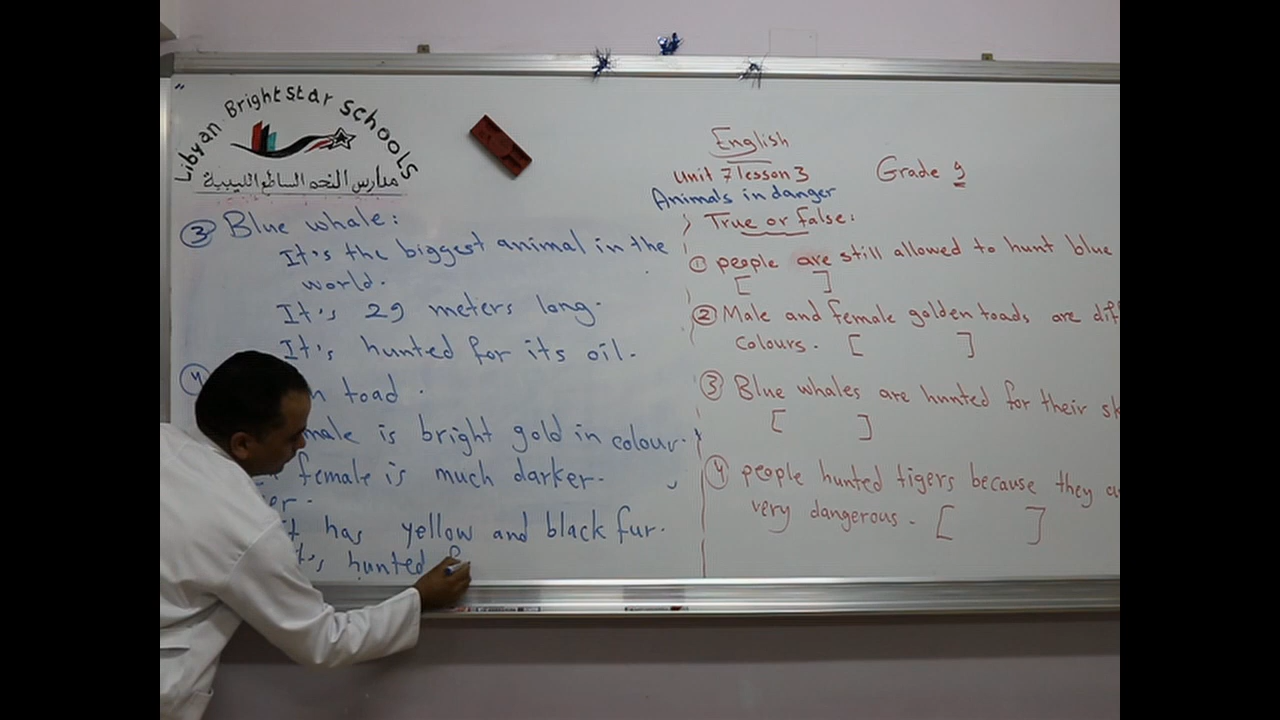 Libyan Bright star schools
مدارس النجم الساطع الليبية
English
Unit 7 lesson 3
Grade 9
Animals in danger
③ Blue whale:
It's the biggest animal in the
world.
It's 29 meters long.
It's hunted for its oil.
④ toad.
male is bright gold in colour.
female is much darker.
it has yellow and black fur.
It's hunted
True or false:
① people are still allowed to hunt blue
[ ]
② Male and female golden toads are
colours. [ ]
③ Blue whales are hunted for their
[ ]
④ people hunted tigers because they
very dangerous. [ ]